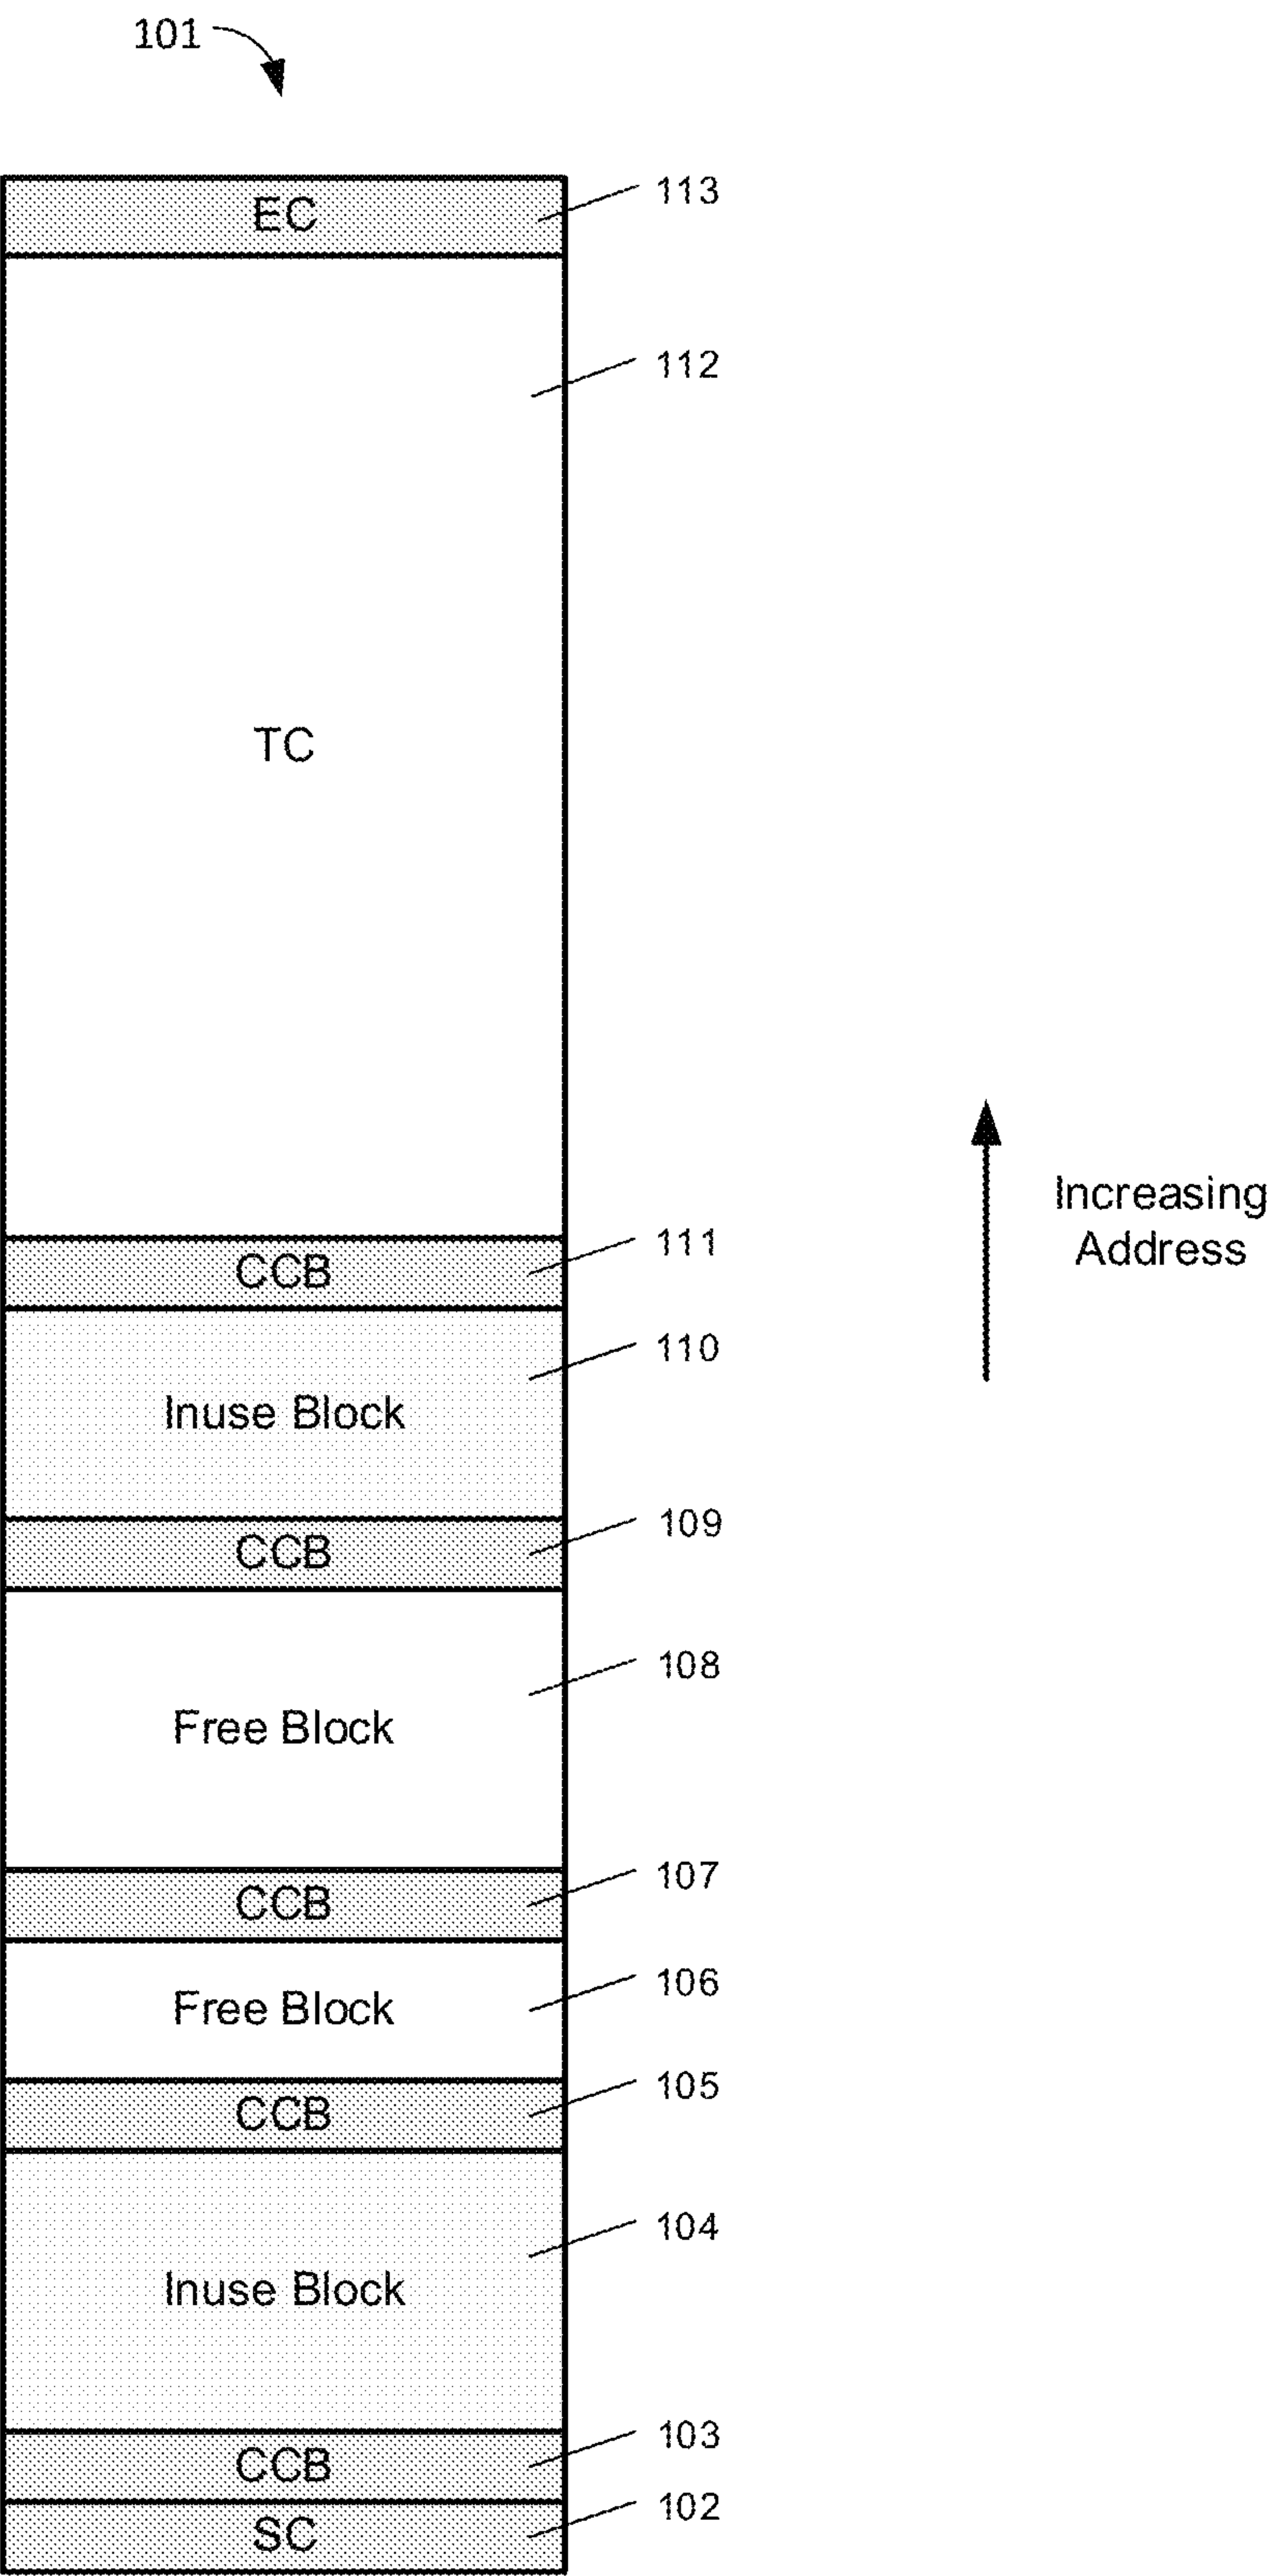 101
EC
113
112
TC
111
CCB
Increasing
Address
110
Inuse Block
109
CCB
108
Free Block
107
CCB
106
Free Block
105
CCB
104
Inuse Block
103
CCB
102
SC